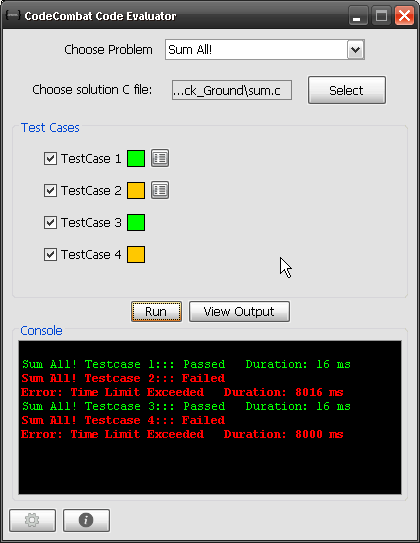 CodeCombat Code Evaluator
Choose Problem Sum All!
Choose solution C file: ...ck_Ground\sum.c Select
Test Cases
TestCase 1
TestCase 2
TestCase 3
TestCase 4
Run View Output
Console
Sum All! Testcase 1::: Passed Duration: 16 ms
Sum All! Testcase 2::: Failed
Error: Time Limit Exceeded Duration: 8016 ms
Sum All! Testcase 3::: Passed Duration: 16 ms
Sum All! Testcase 4::: Failed
Error: Time Limit Exceeded Duration: 8000 ms